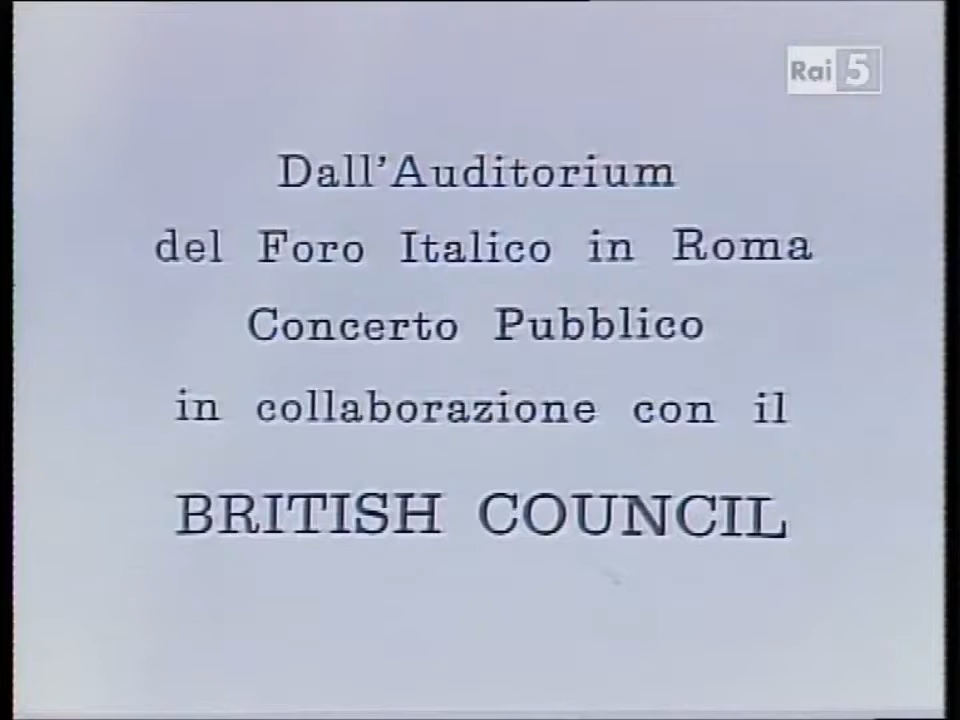 Rai 5
Dall'Auditorium
del Foro Italico in Roma
Concerto Pubblico
in collaborazione con il
BRITISH COUNCIL